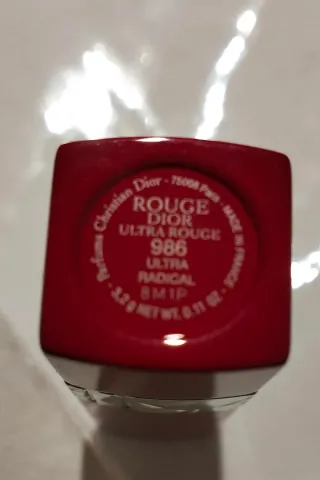 Parfums Christian Dior - 75008 Paris - MADE IN FRANCE
ROUGE
DIOR
ULTRA ROUGE
986
ULTRA
RADICAL
8M1P
- 3,2 g NET WT. 0.11 OZ -